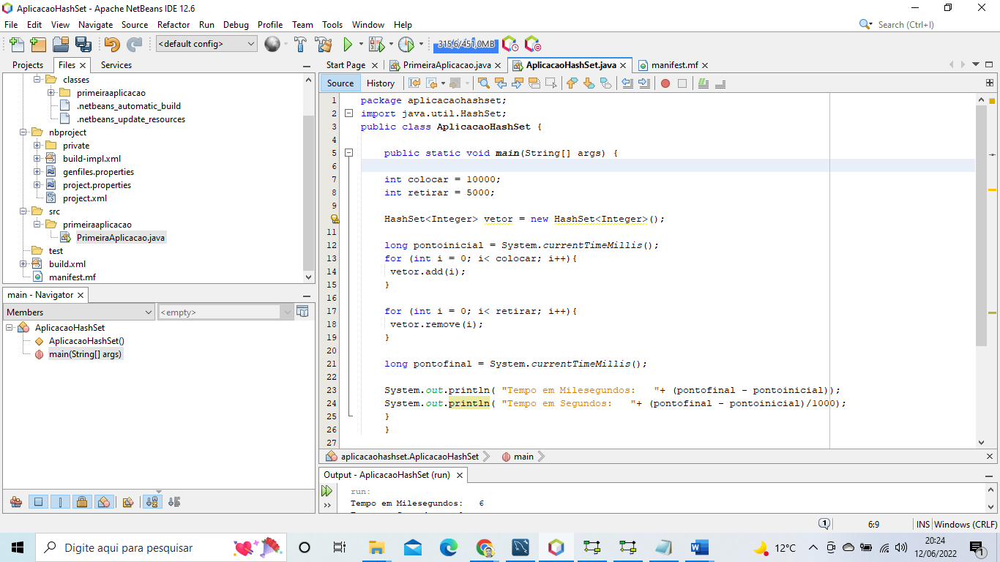 AplicacaoHashSet - Apache NetBeans IDE 12.6
File Edit View Navigate Source Refactor Run Debug Profile Team Tools Window Help
Search (Ctrl+I)
<default config>
315,6/451,0MB
Projects Files Services
classes
primeiraaplicacao
.netbeans_automatic_build
.netbeans_update_resources
nbproject
private
build-impl.xml
genfiles.properties
project.properties
project.xml
src
primeiraaplicacao
PrimeiraAplicacao.java
test
build.xml
manifest.mf
main - Navigator
Members
<empty>
AplicacaoHashSet
AplicacaoHashSet()
main(String[] args)
Start Page PrimeiraAplicacao.java AplicacaoHashSet.java manifest.mf
Source History
1 package aplicacaohashset;
2 import java.util.HashSet;
3 public class AplicacaoHashSet {
4
5 public static void main(String[] args) {
6
7 int colocar = 10000;
8 int retirar = 5000;
9
HashSet<Integer> vetor = new HashSet<Integer>();
11
12 long pontoinicial = System.currentTimeMillis();
13 for (int i = 0; i< colocar; i++){
14 vetor.add(i);
15 }
16
17 for (int i = 0; i< retirar; i++){
18 vetor.remove(i);
19 }
20
21 long pontofinal = System.currentTimeMillis();
22
23 System.out.println( "Tempo em Milesegundos:   "+ (pontofinal - pontoinicial));
24 System.out.println( "Tempo em Segundos:   "+ (pontofinal - pontoinicial)/1000);
25 }
26 }
27
aplicacaohashset.AplicacaoHashSet main
Output - AplicacaoHashSet (run)
run:
Tempo em Milesegundos:   6
1
6:9
INS Windows (CRLF)
Digite aqui para pesquisar
12°C
20:24
12/06/2022
1